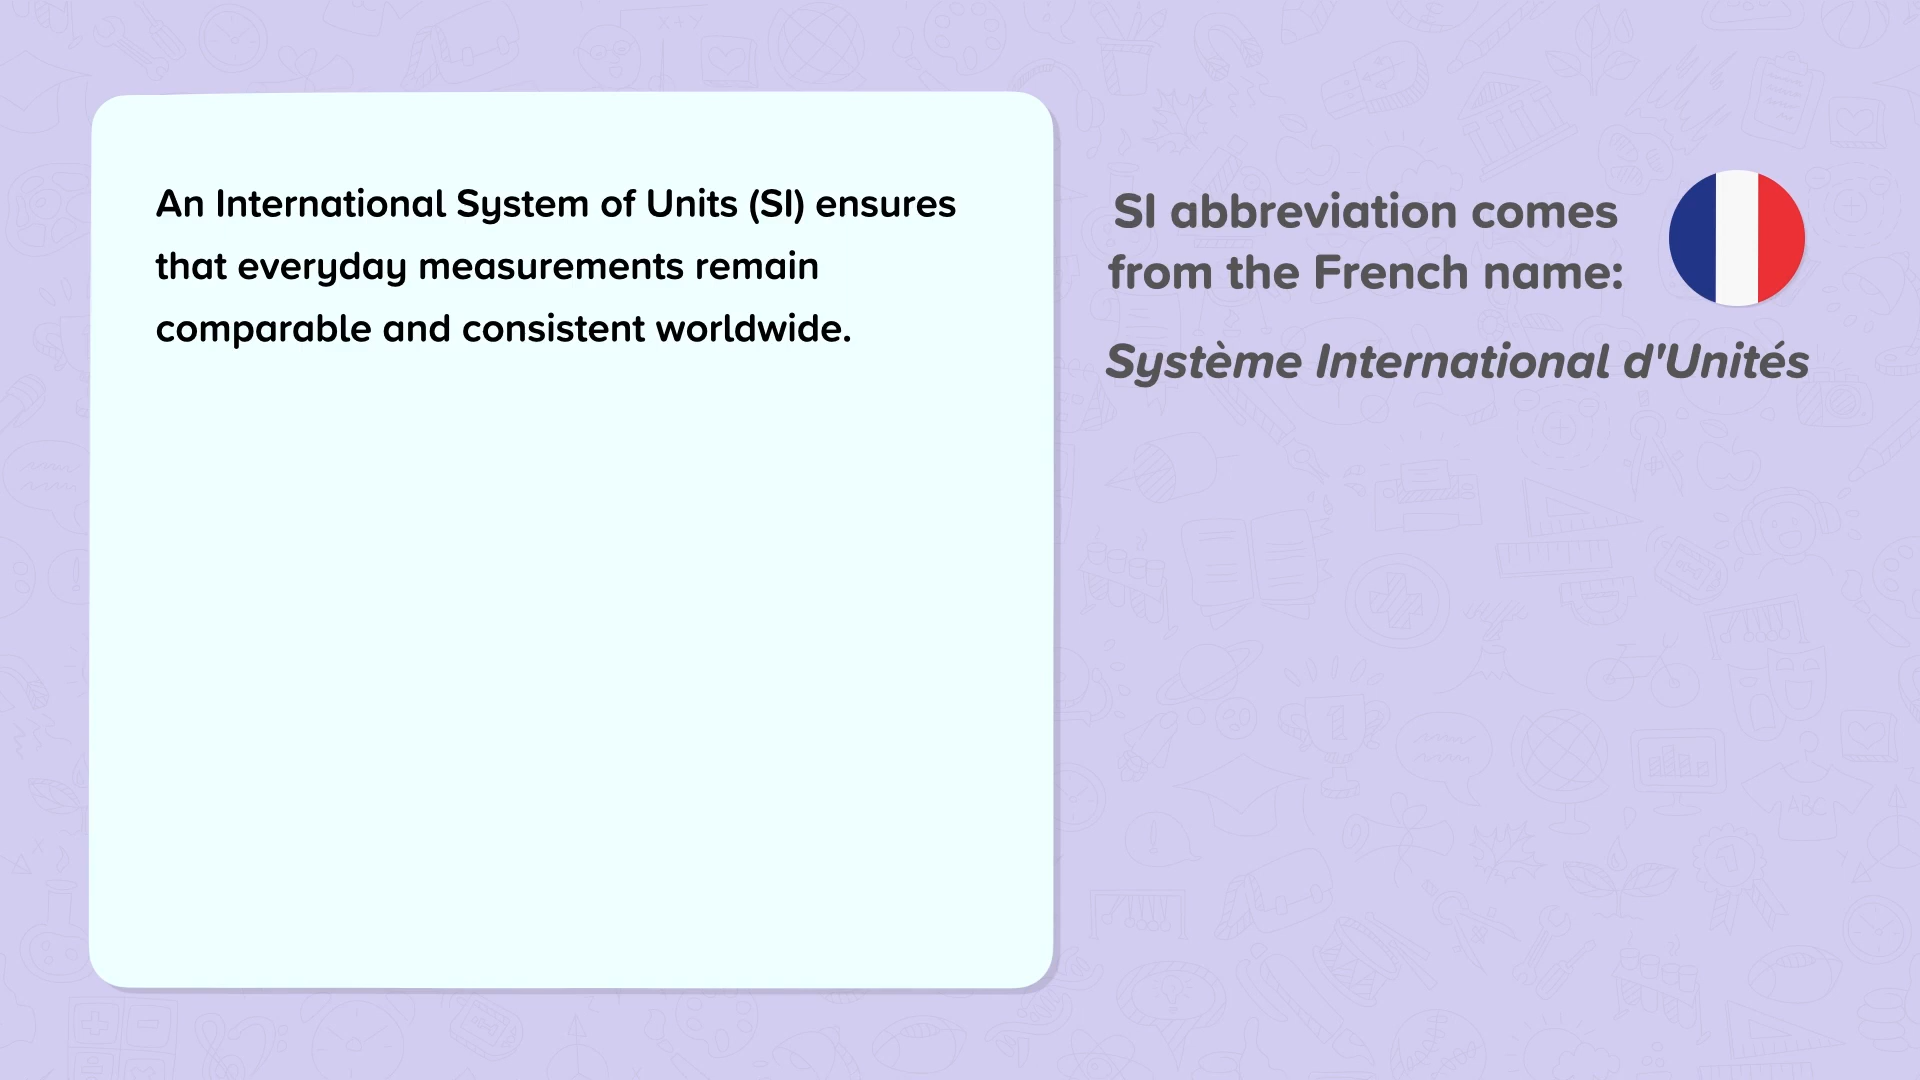 An International System of Units (SI) ensures
that everyday measurements remain
comparable and consistent worldwide.
SI abbreviation comes
from the French name:
Système International d'Unités